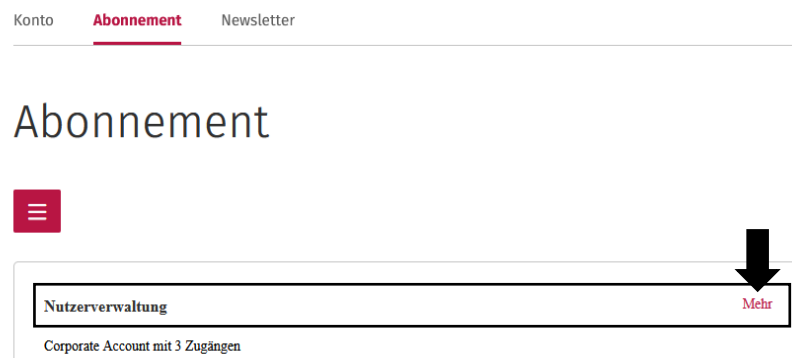 Konto Abonnement Newsletter
Abonnement
Nutzerverwaltung Mehr
Corporate Account mit 3 Zugängen